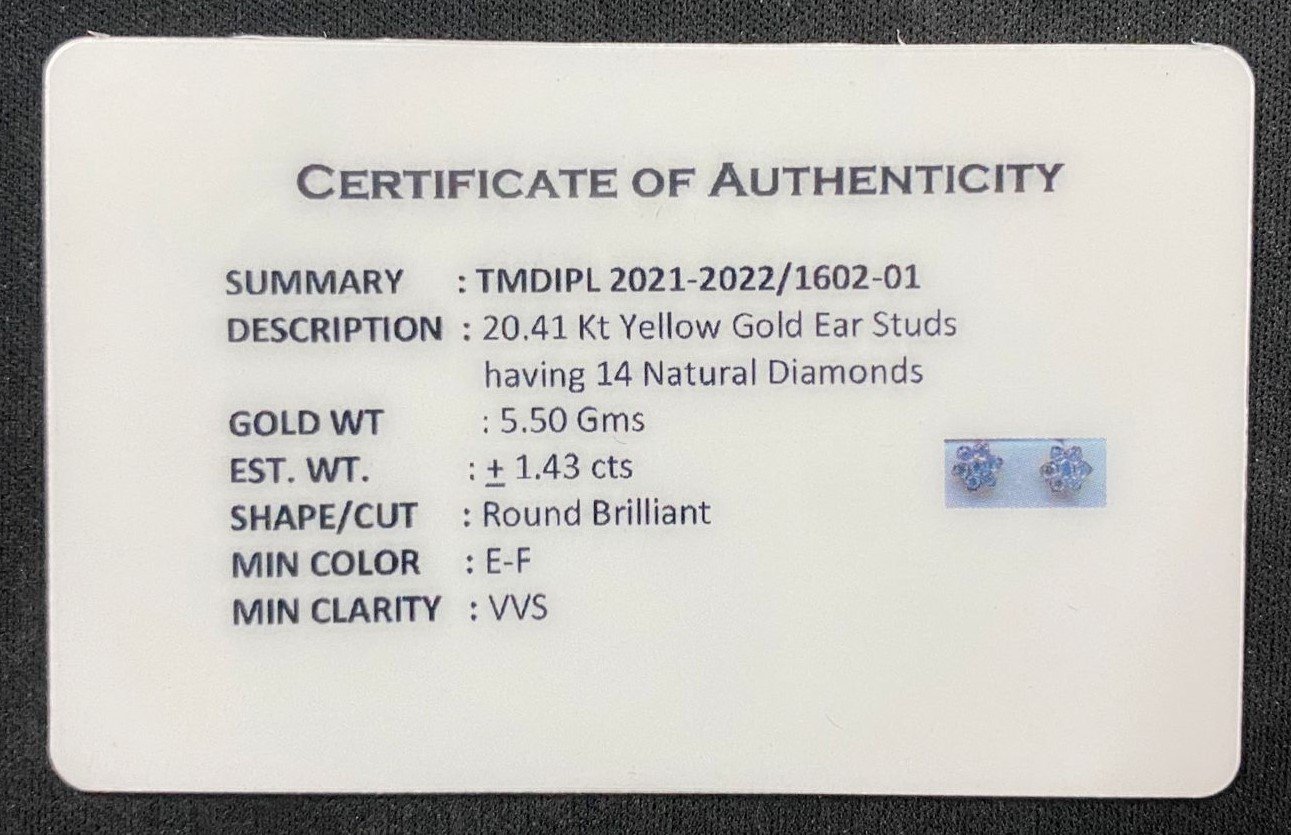 CERTIFICATE OF AUTHENTICITY
SUMMARY : TMDIPL 2021-2022/1602-01
DESCRIPTION : 20.41 Kt Yellow Gold Ear Studs
having 14 Natural Diamonds
GOLD WT : 5.50 Gms
EST. WT. : ± 1.43 cts
SHAPE/CUT : Round Brilliant
MIN COLOR : E-F
MIN CLARITY : VVS